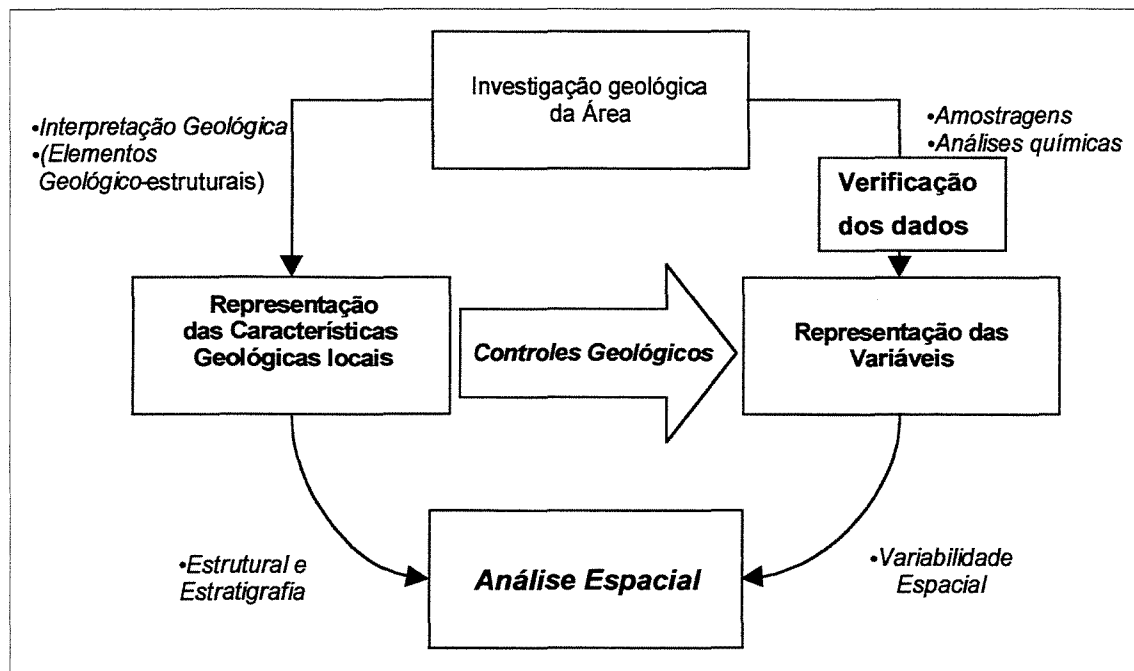 Investigação geológica
da Área
•Interpretação Geológica
•(Elementos
Geológico-estruturais)
•Amostragens
•Análises químicas
Verificação
dos dados
Representação
das Características
Geológicas locais
Controles Geológicos
Representação das
Variáveis
•Estrutural e
Estratigrafia
Análise Espacial
•Variabilidade
Espacial